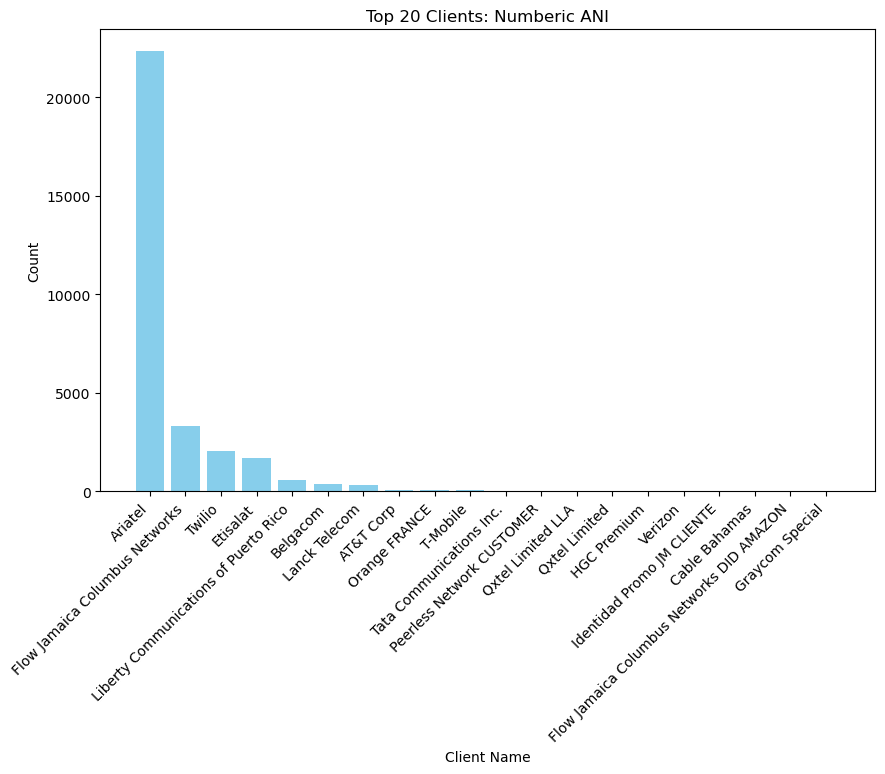 Top 20 Clients: Numberic ANI
Count
20000
15000
10000
5000
0
Ariatel
Flow Jamaica Columbus Networks
Twilio
Etisalat
Liberty Communications of Puerto Rico
Belgacom
Lanck Telecom
AT&T Corp
Orange FRANCE
T-Mobile
Tata Communications Inc.
Peerless Network CUSTOMER
Qxtel Limited LLA
Qxtel Limited
HGC Premium
Verizon
Identidad Promo JM CLIENTE
Cable Bahamas
Flow Jamaica Columbus Networks DID AMAZON
Graycom Special
Client Name